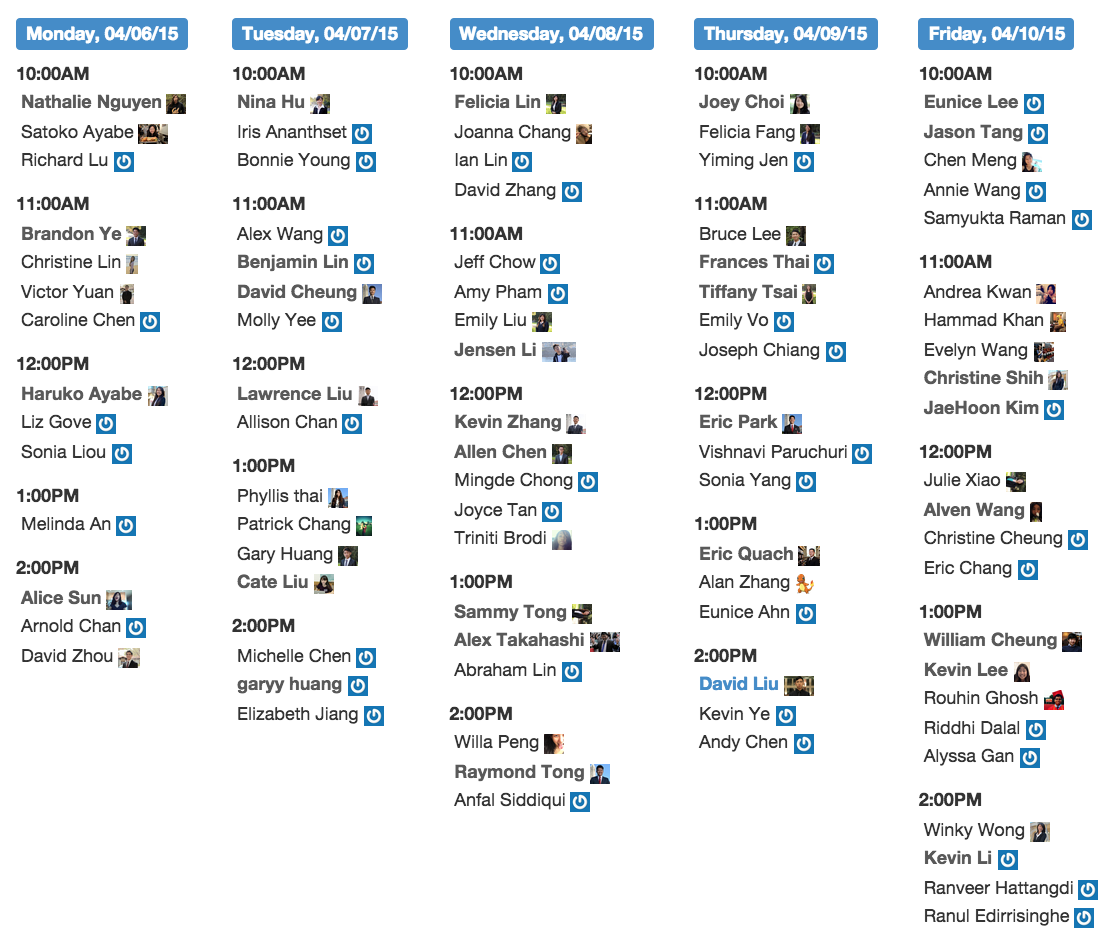 Monday, 04/06/15
10:00AM
Nathalie Nguyen
Satoko Ayabe
Richard Lu
11:00AM
Brandon Ye
Christine Lin
Victor Yuan
Caroline Chen
12:00PM
Haruko Ayabe
Liz Gove
Sonia Liou
1:00PM
Melinda An
2:00PM
Alice Sun
Arnold Chan
David Zhou
Tuesday, 04/07/15
10:00AM
Nina Hu
Iris Ananthset
Bonnie Young
11:00AM
Alex Wang
Benjamin Lin
David Cheung
Molly Yee
12:00PM
Lawrence Liu
Allison Chan
1:00PM
Phyllis thai
Patrick Chang
Gary Huang
Cate Liu
2:00PM
Michelle Chen
garyy huang
Elizabeth Jiang
Wednesday, 04/08/15
10:00AM
Felicia Lin
Joanna Chang
Ian Lin
David Zhang
11:00AM
Jeff Chow
Amy Pham
Emily Liu
Jensen Li
12:00PM
Kevin Zhang
Allen Chen
Mingde Chong
Joyce Tan
Triniti Brodi
1:00PM
Sammy Tong
Alex Takahashi
Abraham Lin
2:00PM
Willa Peng
Raymond Tong
Anfal Siddiqui
Thursday, 04/09/15
10:00AM
Joey Choi
Felicia Fang
Yiming Jen
11:00AM
Bruce Lee
Frances Thai
Tiffany Tsai
Emily Vo
Joseph Chiang
12:00PM
Eric Park
Vishnavi Paruchuri
Sonia Yang
1:00PM
Eric Quach
Alan Zhang
Eunice Ahn
2:00PM
David Liu
Kevin Ye
Andy Chen
Friday, 04/10/15
10:00AM
Eunice Lee
Jason Tang
Chen Meng
Annie Wang
Samyukta Raman
11:00AM
Andrea Kwan
Hammad Khan
Evelyn Wang
Christine Shih
JaeHoon Kim
12:00PM
Julie Xiao
Alven Wang
Christine Cheung
Eric Chang
1:00PM
William Cheung
Kevin Lee
Rouhin Ghosh
Riddhi Dalal
Alyssa Gan
2:00PM
Winky Wong
Kevin Li
Ranveer Hattangdi
Ranul Edirrisinghe